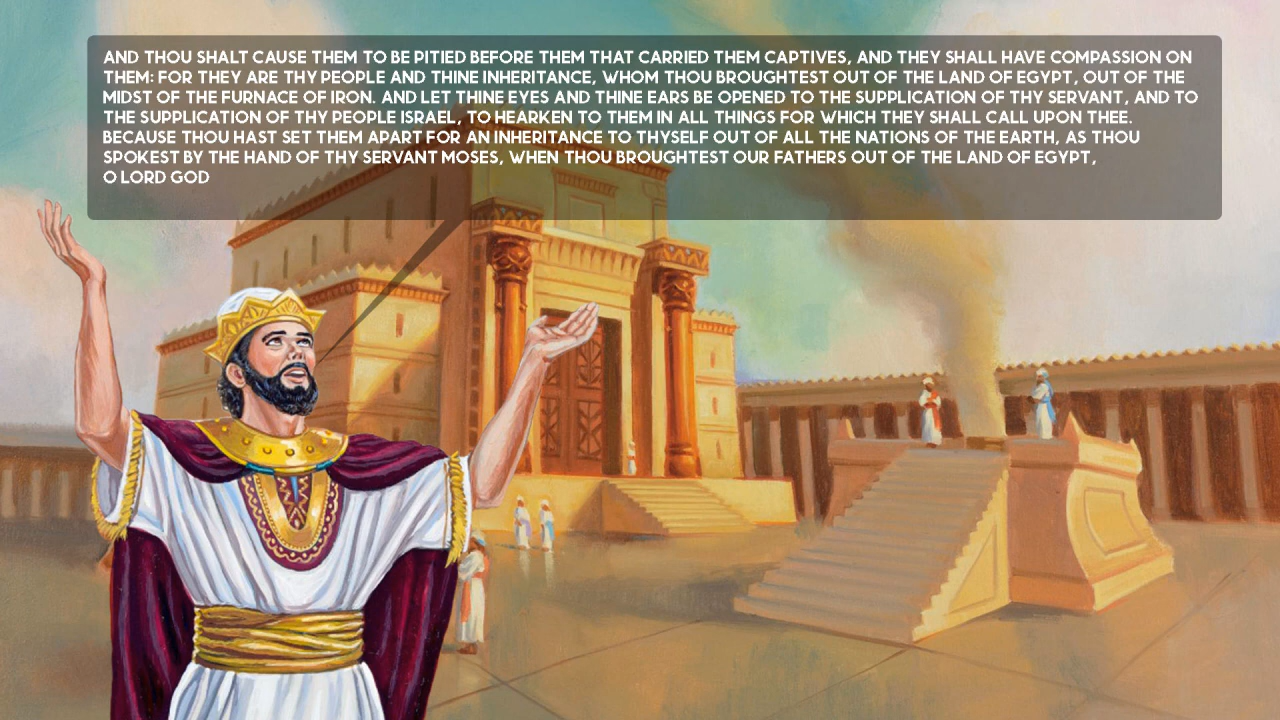 AND THOU SHALT CAUSE THEM TO BE PITIED BEFORE THEM THAT CARRIED THEM CAPTIVES, AND THEY SHALL HAVE COMPASSION ON
THEM: FOR THEY ARE THY PEOPLE AND THINE INHERITANCE, WHOM THOU BROUGHTEST OUT OF THE LAND OF EGYPT, OUT OF THE
MIDST OF THE FURNACE OF IRON. AND LET THINE EYES AND THINE EARS BE OPENED TO THE SUPPLICATION OF THY SERVANT, AND TO
THE SUPPLICATION OF THY PEOPLE ISRAEL, TO HEARKEN TO THEM IN ALL THINGS FOR WHICH THEY SHALL CALL UPON THEE.
BECAUSE THOU HAST SET THEM APART FOR AN INHERITANCE TO THYSELF OUT OF ALL THE NATIONS OF THE EARTH, AS THOU
SPOKEST BY THE HAND OF THY SERVANT MOSES, WHEN THOU BROUGHTEST OUR FATHERS OUT OF THE LAND OF EGYPT,
O LORD GOD